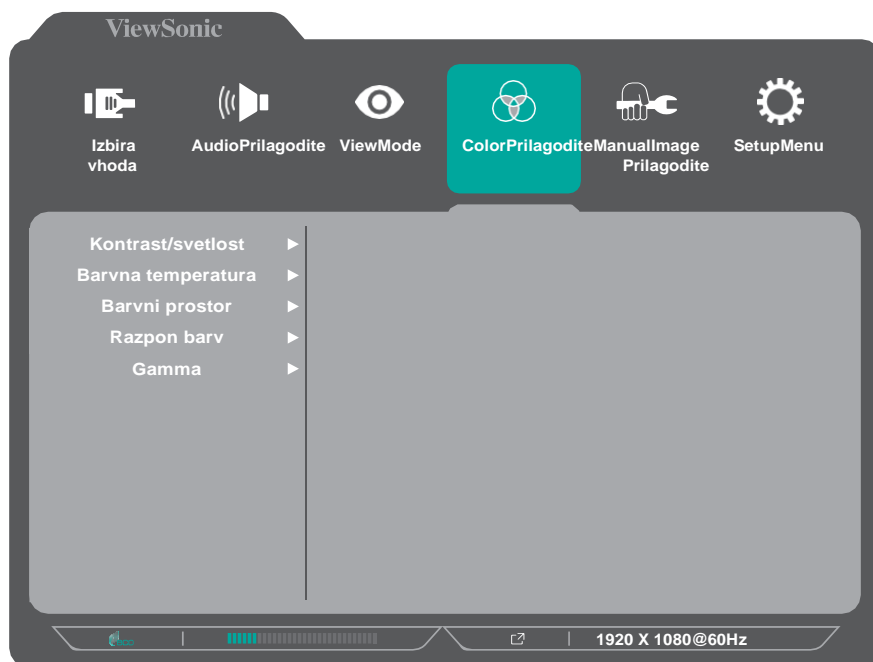 ViewSonic
Izbira
vhoda
AudioPrilagodite
ViewMode
ColorPrilagodite
ManualImage
Prilagodite
SetupMenu
Kontrast/svetlost
Barvna temperatura
Barvni prostor
Razpon barv
Gamma
eco
1920 X 1080@60Hz